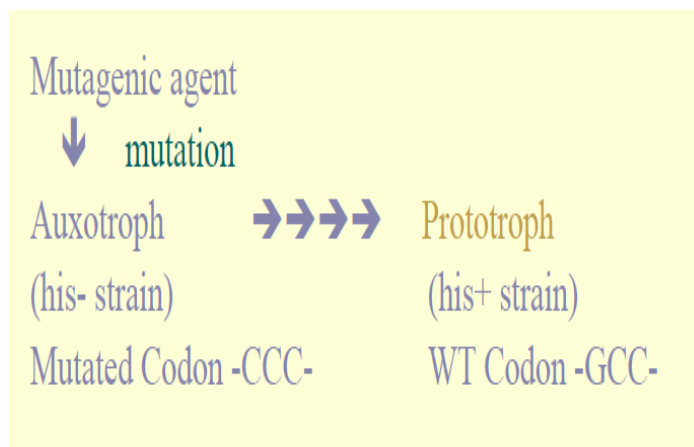 Mutagenic agent
↓ mutation
Auxotroph →→→→ Prototroph
(his- strain) (his+ strain)
Mutated Codon -CCC- WT Codon -GCC-